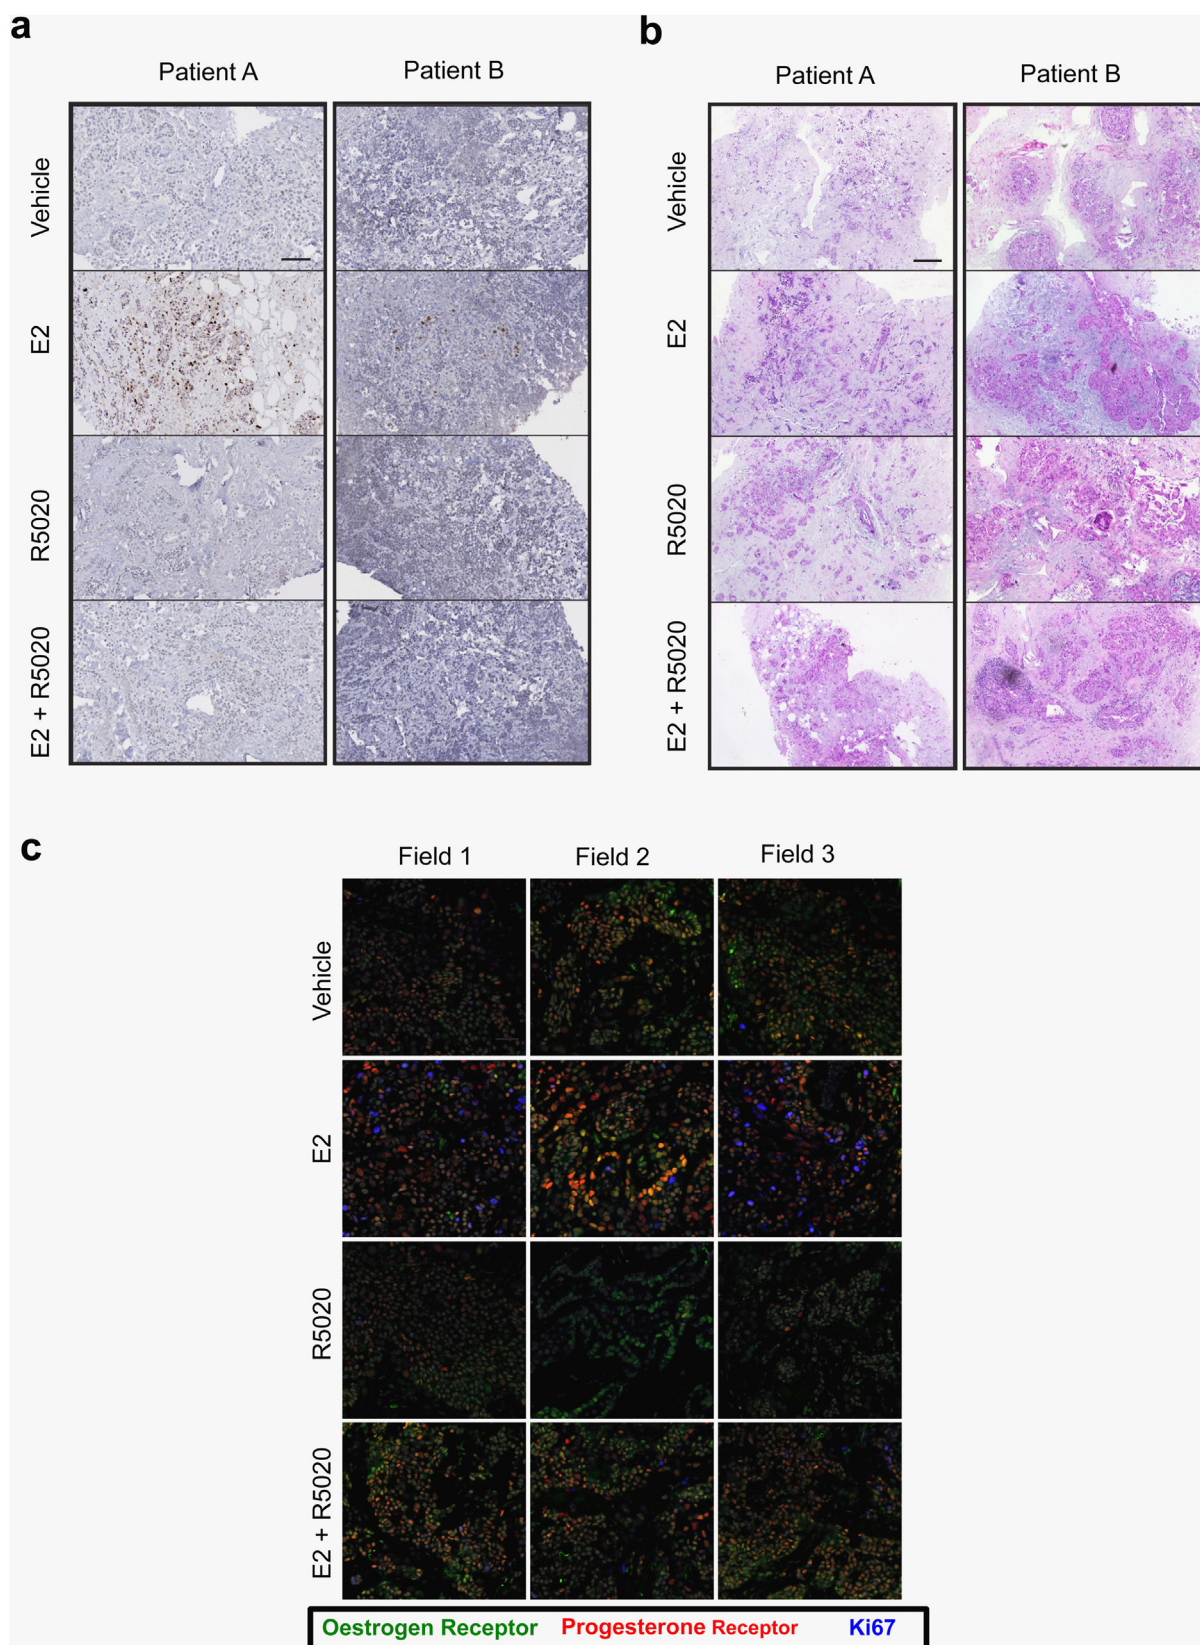 a
Patient A
Patient B
Vehicle
E2
R5020
E2 + R5020
b
Patient A
Patient B
Vehicle
E2
R5020
E2 + R5020
c
Field 1
Field 2
Field 3
Vehicle
E2
R5020
E2 + R5020
Oestrogen Receptor Progesterone Receptor Ki67